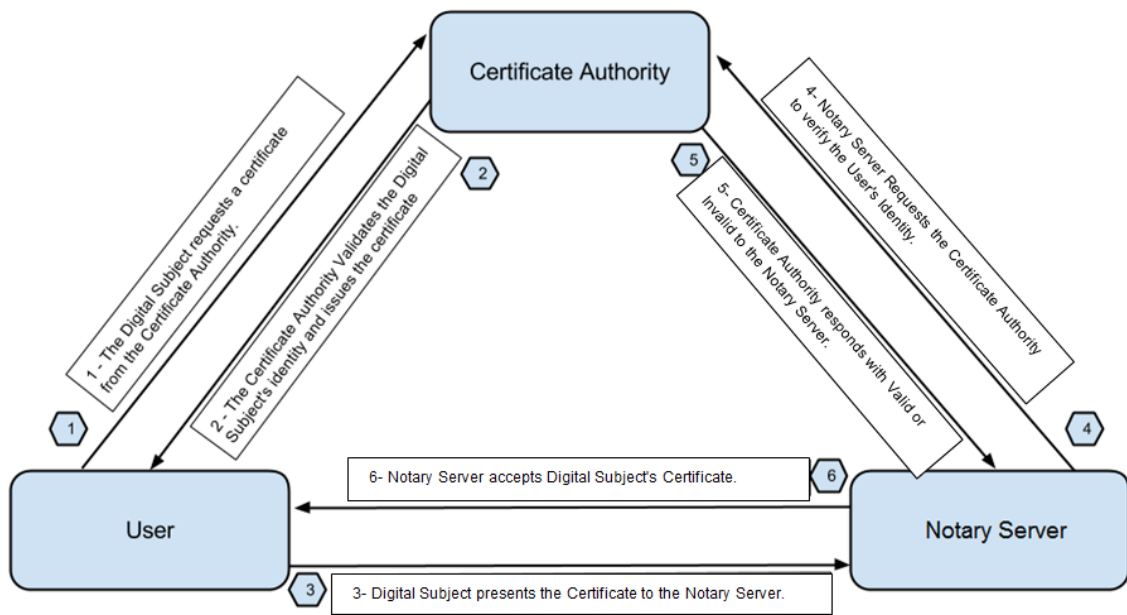 Certificate Authority
1 - The Digital Subject requests a certificate
from the Certificate Authority.
2 - The Certificate Authority Validates the Digital
Subject's identity and issues the certificate
2
5
5- Certificate Authority responds with Valid or
Invalid to the Notary Server.
4- Notary Server Requests the Certificate Authority
to verify the User's Identity.
1
4
6- Notary Server accepts Digital Subject's Certificate.
6
User
Notary Server
3
3- Digital Subject presents the Certificate to the Notary Server.